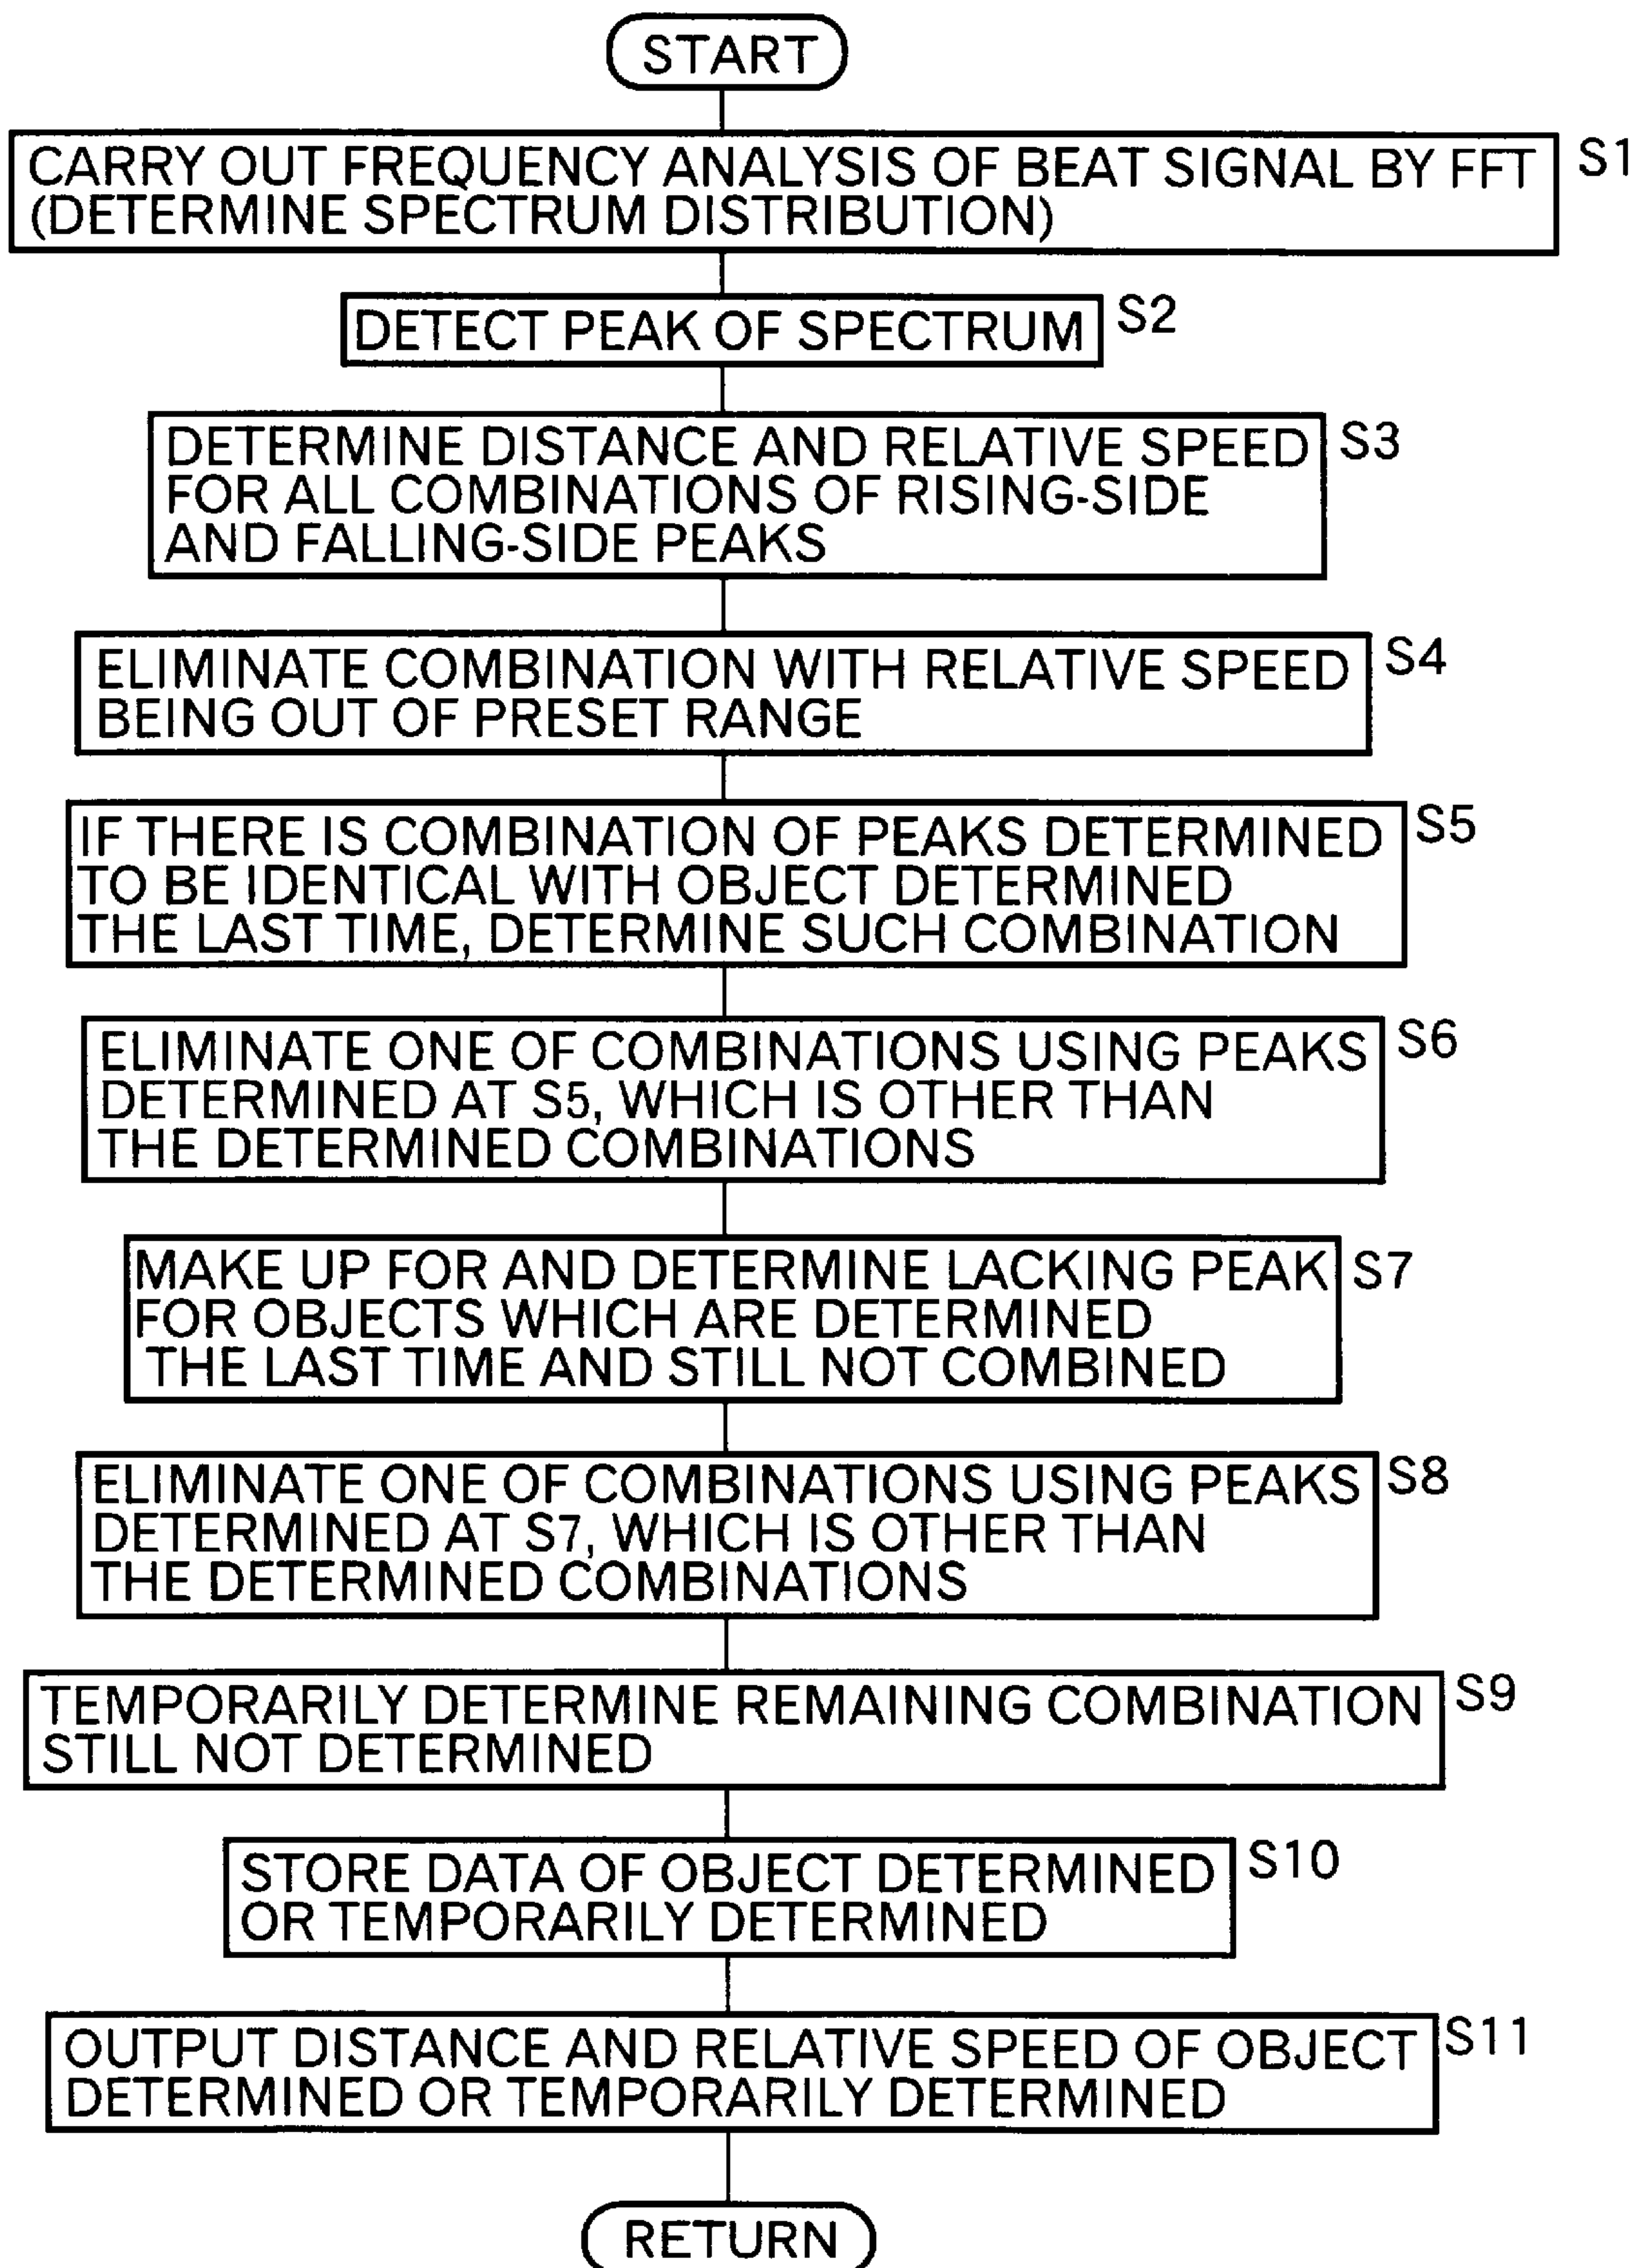 START
CARRY OUT FREQUENCY ANALYSIS OF BEAT SIGNAL BY FFT S1
(DETERMINE SPECTRUM DISTRIBUTION)
DETECT PEAK OF SPECTRUM S2
DETERMINE DISTANCE AND RELATIVE SPEED S3
FOR ALL COMBINATIONS OF RISING-SIDE
AND FALLING-SIDE PEAKS
ELIMINATE COMBINATION WITH RELATIVE SPEED S4
BEING OUT OF PRESET RANGE
IF THERE IS COMBINATION OF PEAKS DETERMINED S5
TO BE IDENTICAL WITH OBJECT DETERMINED
THE LAST TIME, DETERMINE SUCH COMBINATION
ELIMINATE ONE OF COMBINATIONS USING PEAKS S6
DETERMINED AT S5, WHICH IS OTHER THAN
THE DETERMINED COMBINATIONS
MAKE UP FOR AND DETERMINE LACKING PEAK S7
FOR OBJECTS WHICH ARE DETERMINED
THE LAST TIME AND STILL NOT COMBINED
ELIMINATE ONE OF COMBINATIONS USING PEAKS S8
DETERMINED AT S7, WHICH IS OTHER THAN
THE DETERMINED COMBINATIONS
TEMPORARILY DETERMINE REMAINING COMBINATION S9
STILL NOT DETERMINED
STORE DATA OF OBJECT DETERMINED S10
OR TEMPORARILY DETERMINED
OUTPUT DISTANCE AND RELATIVE SPEED OF OBJECT S11
DETERMINED OR TEMPORARILY DETERMINED
RETURN